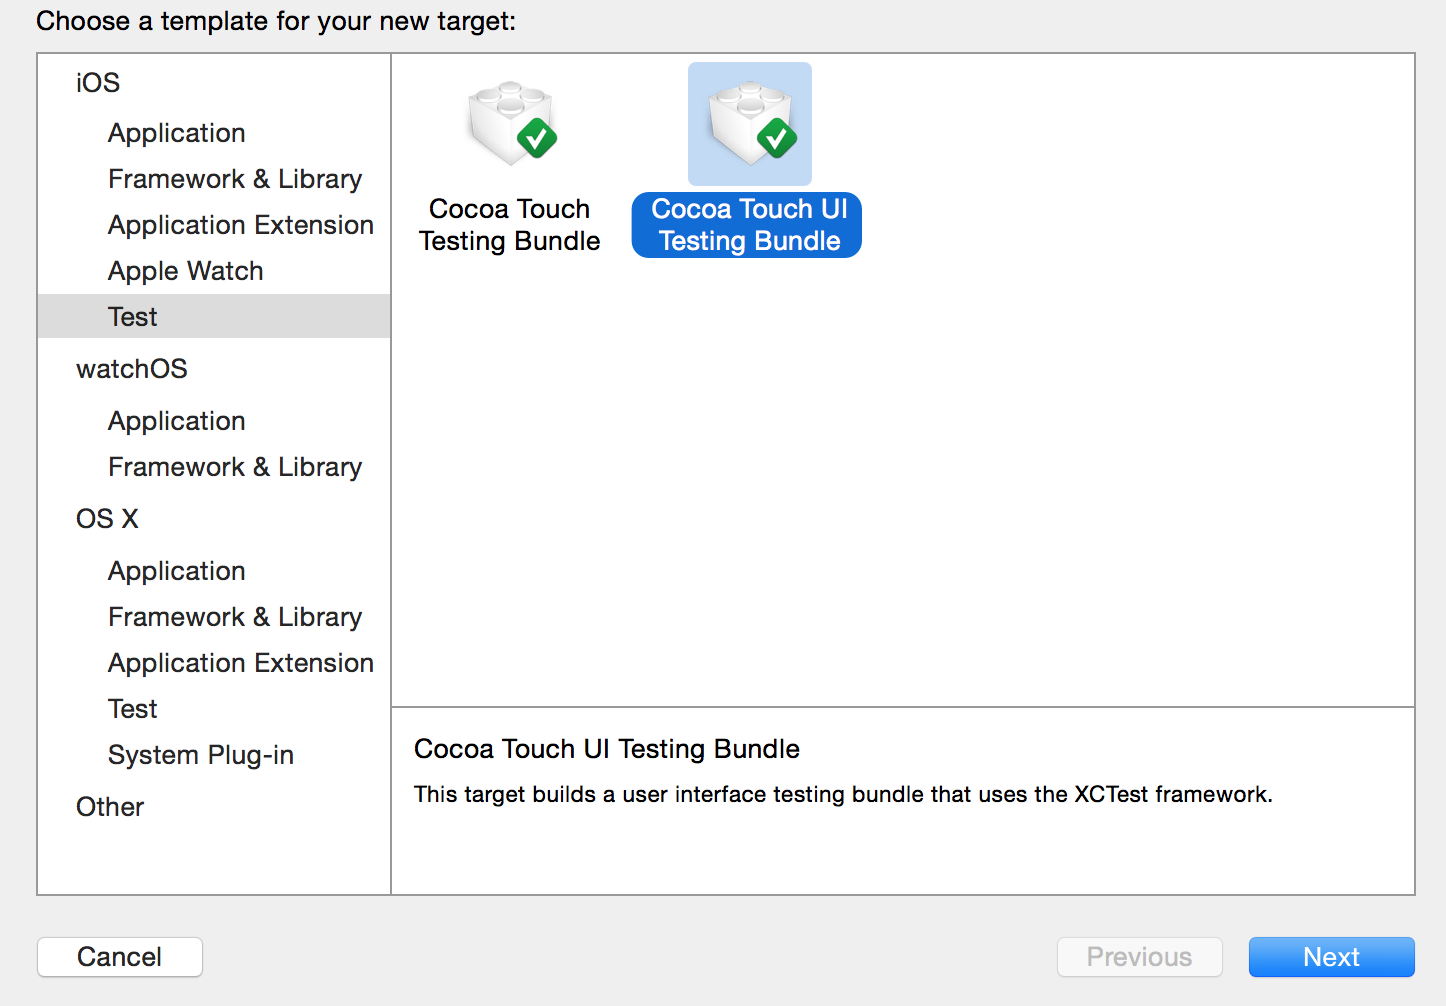 Choose a template for your new target:
iOS
Application
Framework & Library
Application Extension
Apple Watch
Test
watchOS
Application
Framework & Library
OS X
Application
Framework & Library
Application Extension
Test
System Plug-in
Other
Cocoa Touch
Testing Bundle
Cocoa Touch UI
Testing Bundle
Cocoa Touch UI Testing Bundle
This target builds a user interface testing bundle that uses the XCTest framework.
Cancel
Previous
Next